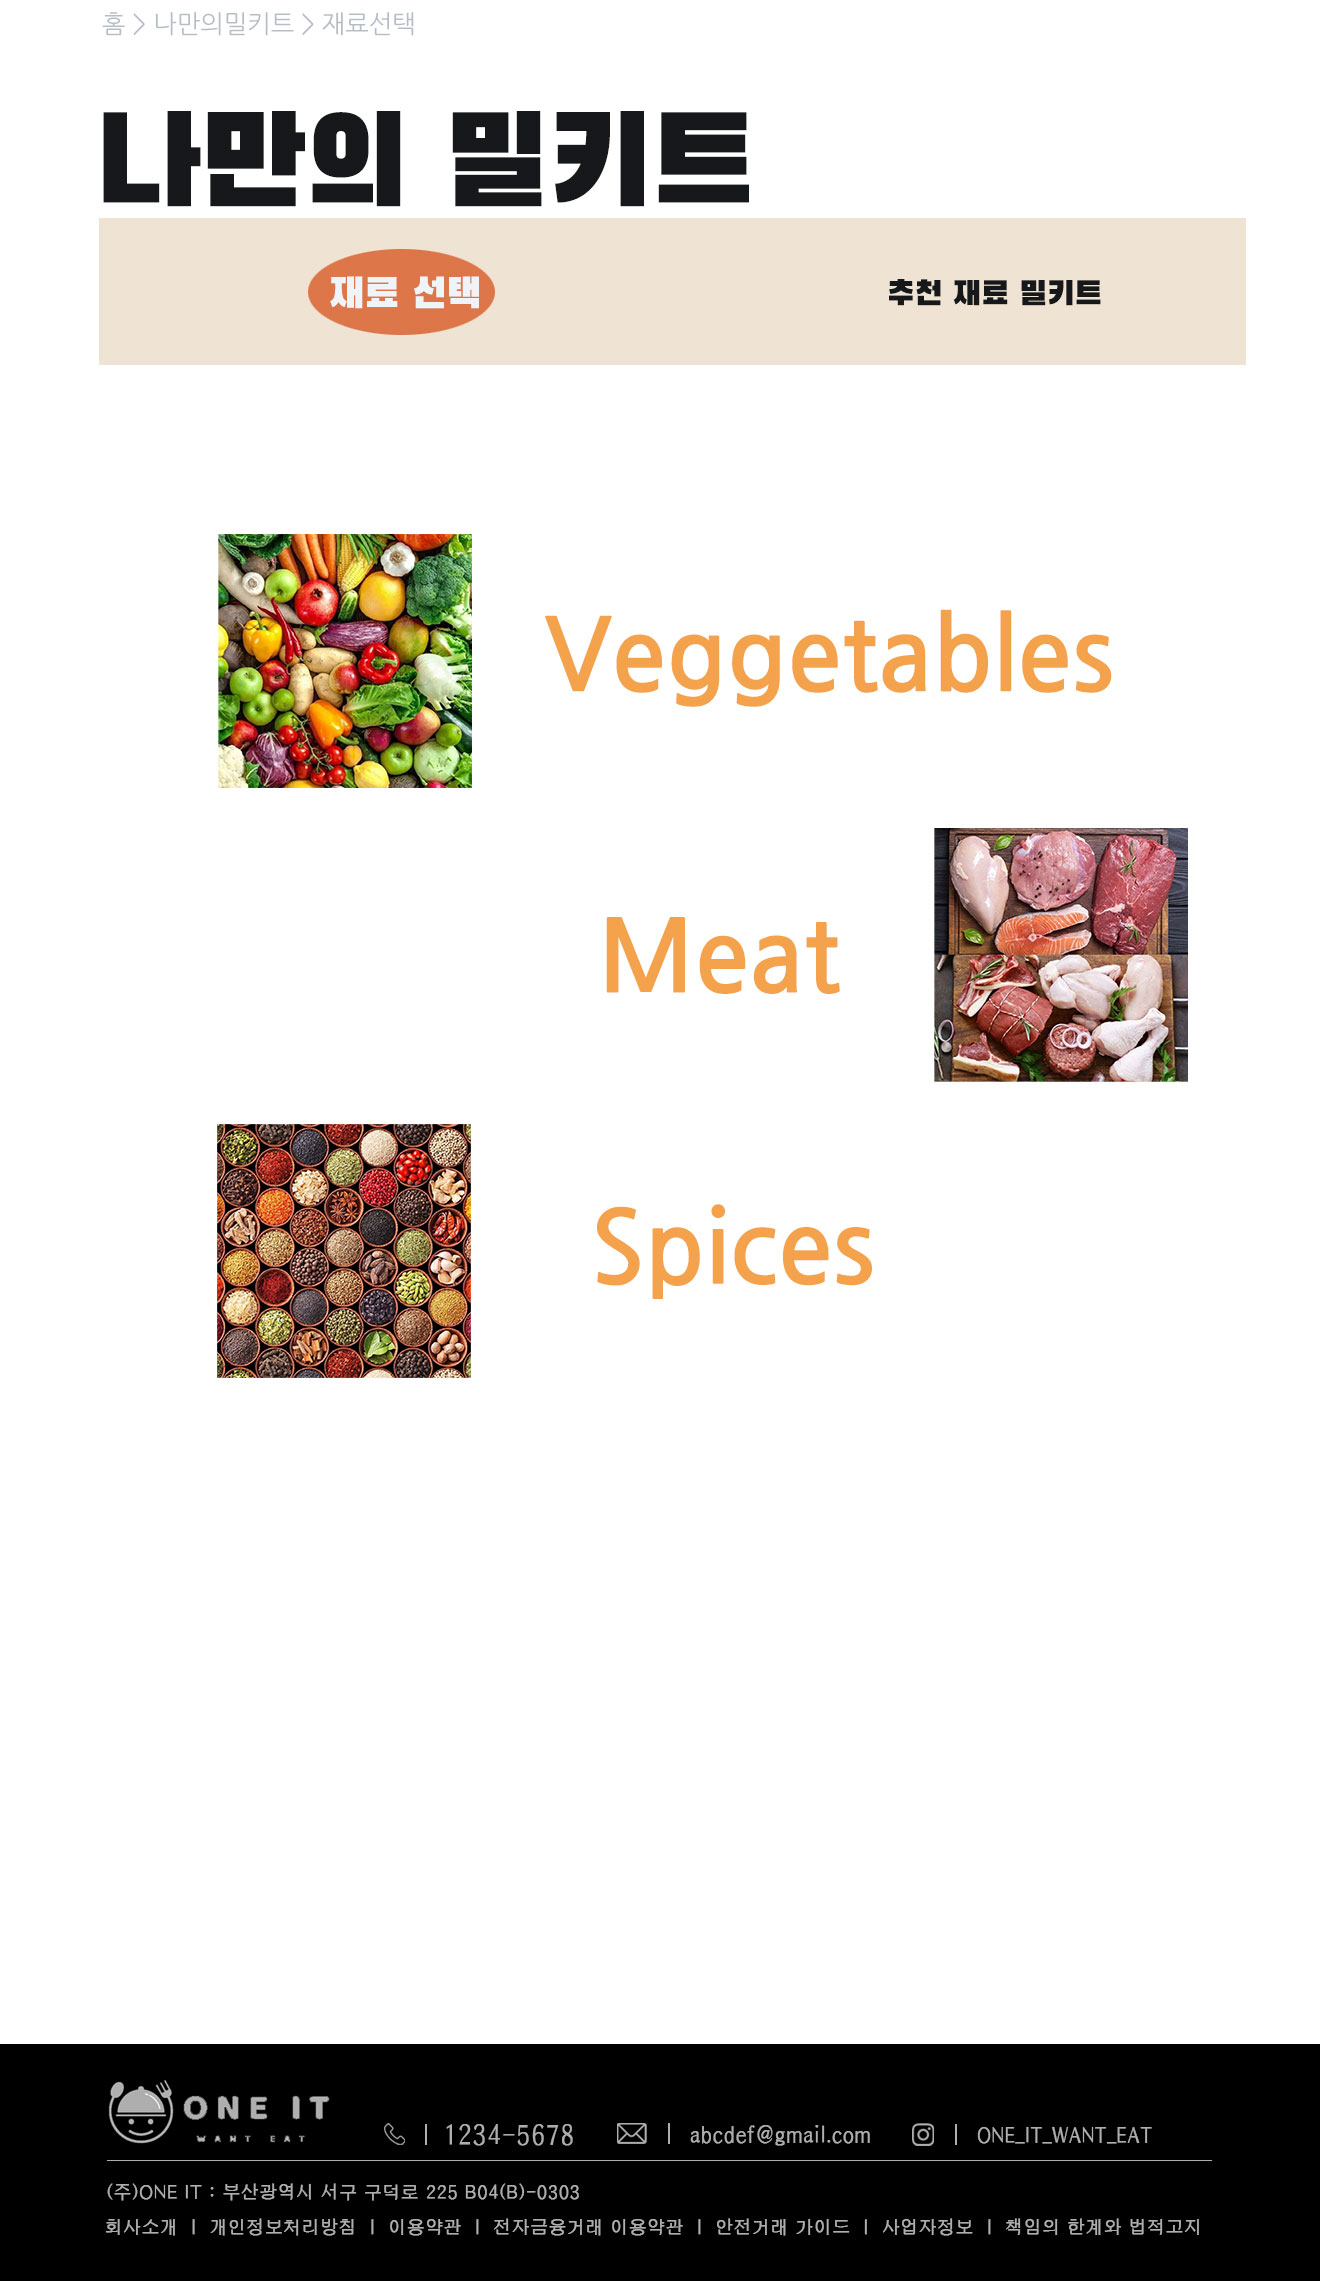 홈 > 나만의밀키트 > 재료선택
나만의 밀키트
재료 선택
추천 재료 밀키트
Veggetables
Meat
Spices
ONE IT
WANT EAT
1234-5678
abcdef@gmail.com
ONE_IT_WANT_EAT
(주)ONE IT : 부산광역시 서구 구덕로 225 B04(B)-0303
회사소개 | 개인정보처리방침 | 이용약관 | 전자금융거래 이용약관 | 안전거래 가이드 | 사업자정보 | 책임의 한계와 법적고지